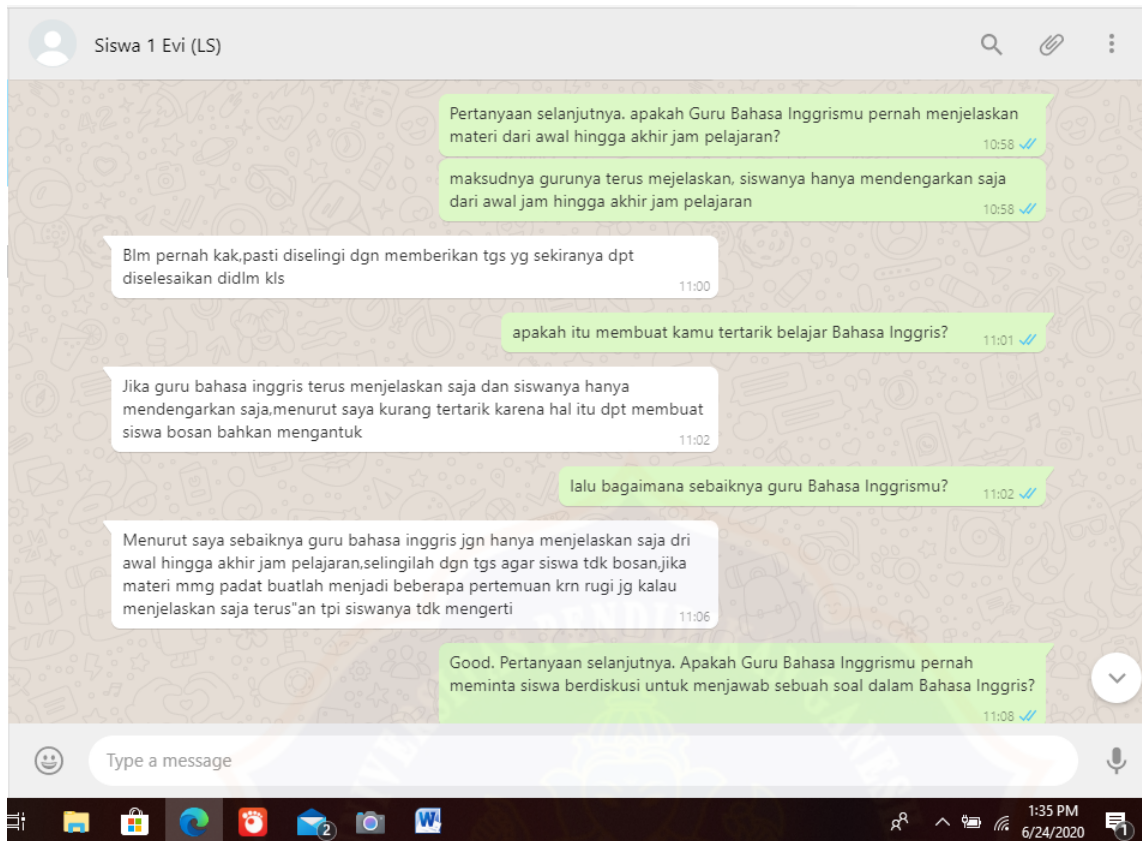 Siswa 1 Evi (LS)
Pertanyaan selanjutnya. apakah Guru Bahasa Inggrismu pernah menjelaskan
materi dari awal hingga akhir jam pelajaran?
10:58
maksudnya gurunya terus mejelaskan, siswanya hanya mendengarkan saja
dari awal jam hingga akhir jam pelajaran
10:58
Blm pernah kak,pasti diselingi dgn memberikan tgs yg sekiranya dpt
diselesaikan didlm kls
11:00
apakah itu membuat kamu tertarik belajar Bahasa Inggris?
11:01
Jika guru bahasa inggris terus menjelaskan saja dan siswanya hanya
mendengarkan saja,menurut saya kurang tertarik karena hal itu dpt membuat
siswa bosan bahkan mengantuk
11:02
lalu bagaimana sebaiknya guru Bahasa Inggrismu?
11:02
Menurut saya sebaiknya guru bahasa inggris jgn hanya menjelaskan saja dri
awal hingga akhir jam pelajaran,selingilah dgn tgs agar siswa tdk bosan,jika
materi mmg padat buatlah menjadi beberapa pertemuan krn rugi jg kalau
menjelaskan saja terus"an tpi siswanya tdk mengerti
11:06
Good. Pertanyaan selanjutnya. Apakah Guru Bahasa Inggrismu pernah
meminta siswa berdiskusi untuk menjawab sebuah soal dalam Bahasa Inggris?
11:08
Type a message
2
W
1:35 PM
6/24/2020
1